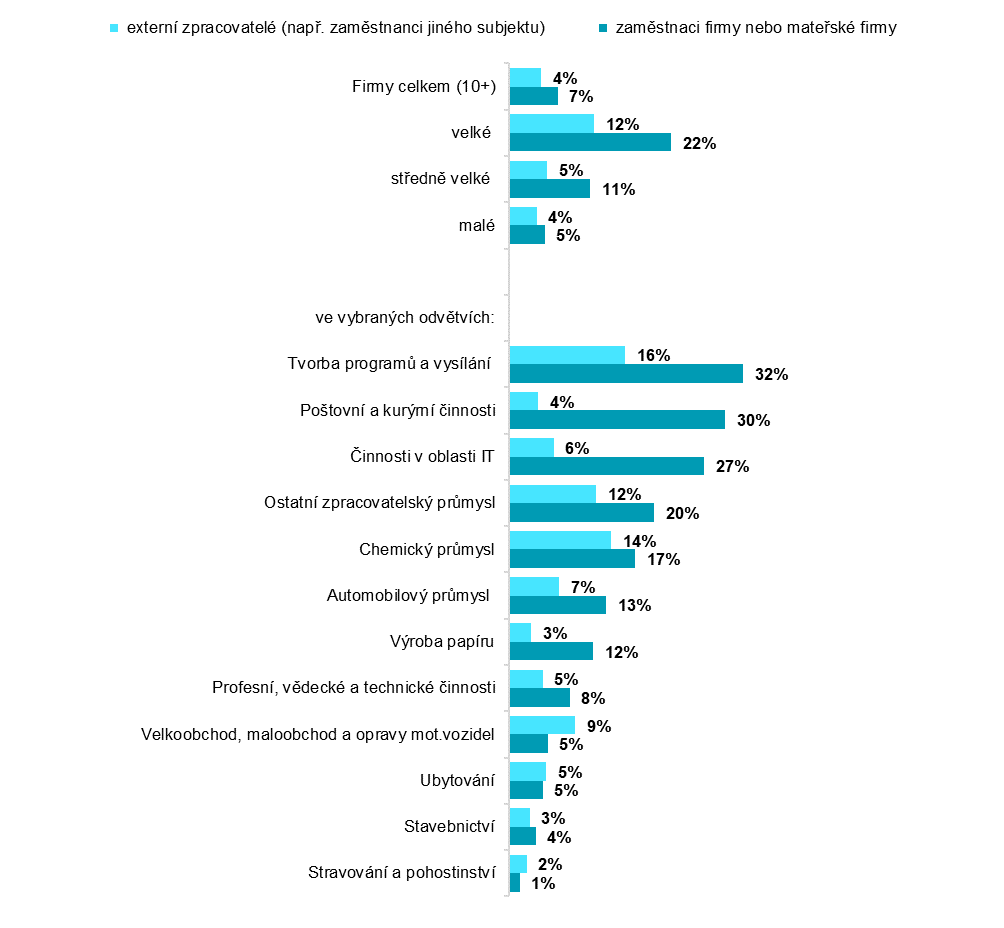 externí zpracovatelé (např. zaměstnanci jiného subjektu) zaměstnaci firmy nebo mateřské firmy
Firmy celkem (10+) 4%
7%
velké 12%
22%
středně velké 5%
11%
malé 4%
5%
ve vybraných odvětvích:
Tvorba programů a vysílání 16%
32%
Poštovní a kurýrní činnosti 4%
30%
Činnosti v oblasti IT 6%
27%
Ostatní zpracovatelský průmysl 12%
20%
Chemický průmysl 14%
17%
Automobilový průmysl 7%
13%
Výroba papíru 3%
12%
Profesní, vědecké a technické činnosti 5%
8%
Velkoobchod, maloobchod a opravy mot.vozidel 9%
5%
Ubytování 5%
5%
Stavebnictví 3%
4%
Stravování a pohostinství 2%
1%